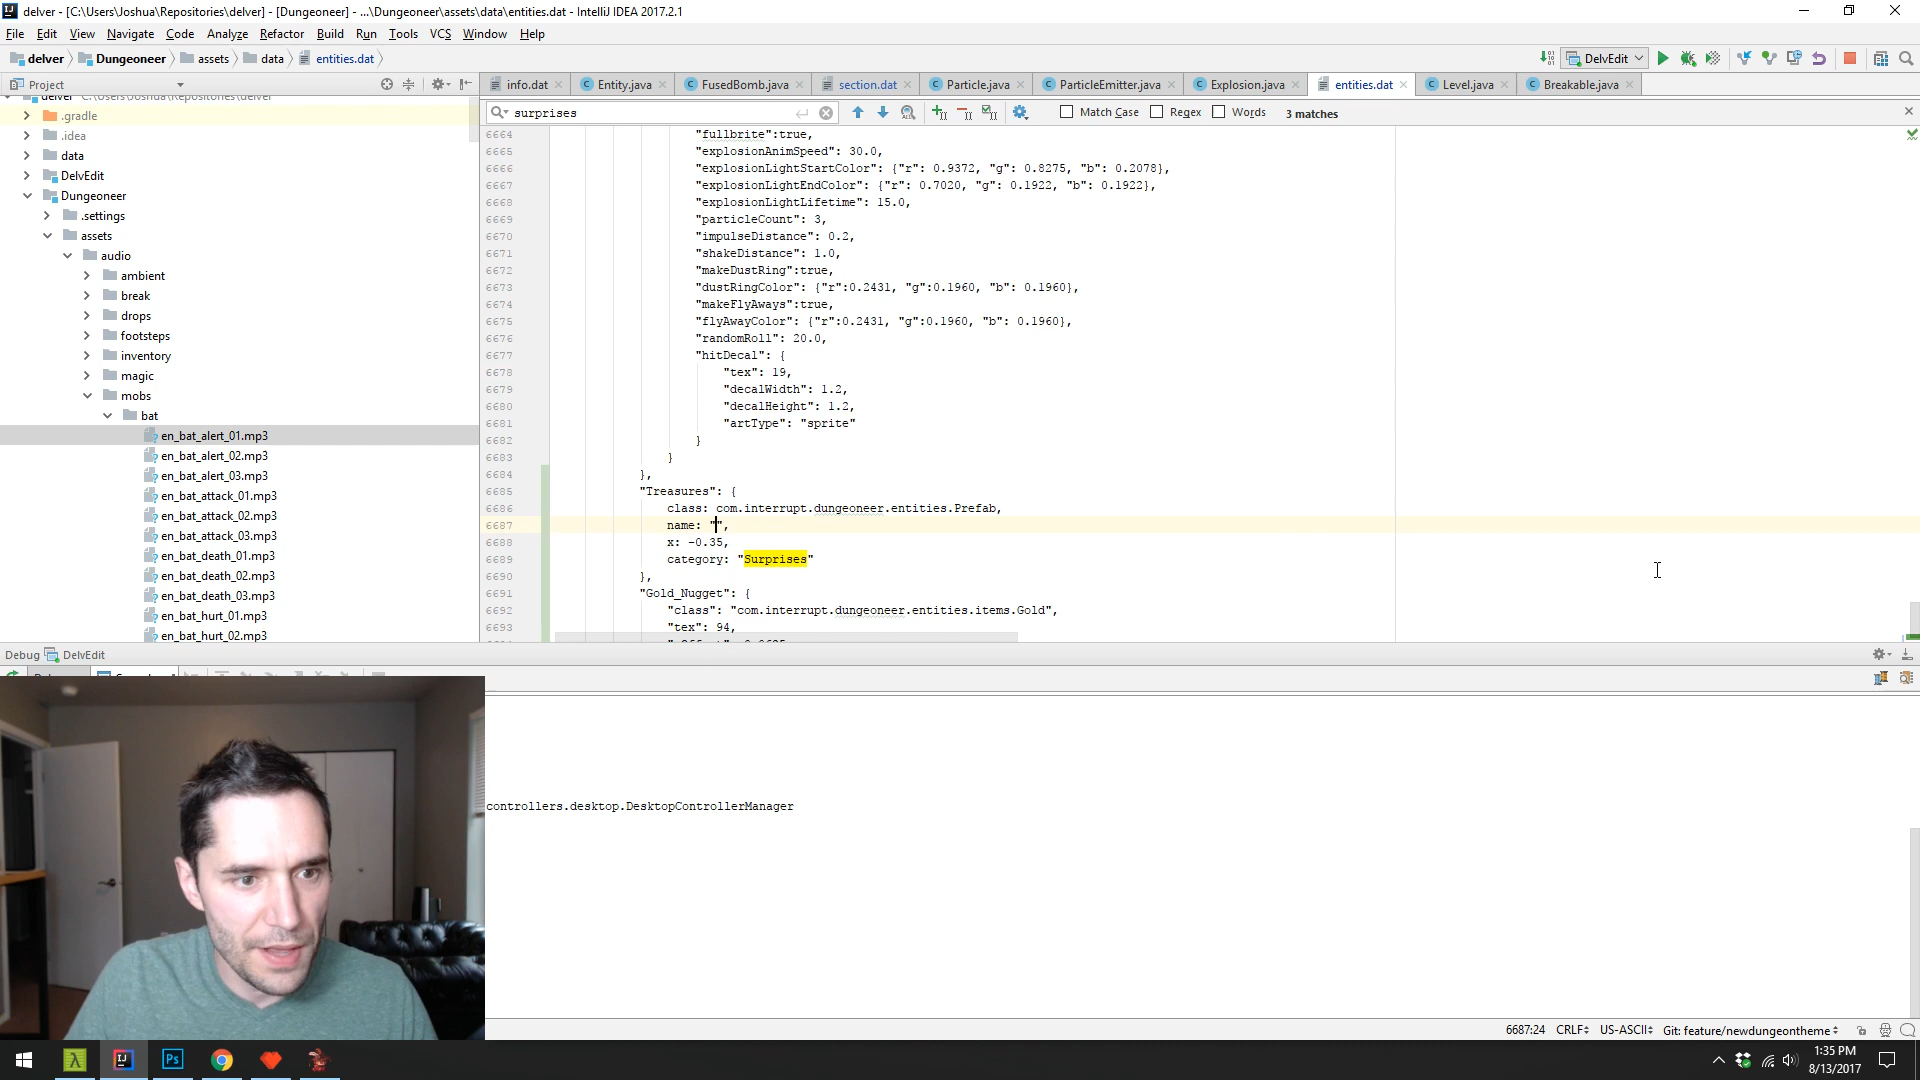 delver - [C:\Users\Joshua\Repositories\delver] - [Dungeoneer] - ...\Dungeoneer\assets\data\entities.dat - IntelliJ IDEA 2017.2.1
File Edit View Navigate Code Analyze Refactor Build Run Tools VCS Window Help
delver Dungeoneer assets data entities.dat
DelvEdit
Project
info.dat Entity.java FusedBomb.java section.dat Particle.java ParticleEmitter.java Explosion.java entities.dat Level.java Breakable.java
surprises
Match Case Regex Words 3 matches
delver C:\Users\Joshua\Repositories\delver
.gradle
.idea
data
DelvEdit
Dungeoneer
.settings
assets
audio
ambient
break
drops
footsteps
inventory
magic
mobs
bat
en_bat_alert_01.mp3
en_bat_alert_02.mp3
en_bat_alert_03.mp3
en_bat_attack_01.mp3
en_bat_attack_02.mp3
en_bat_attack_03.mp3
en_bat_death_01.mp3
en_bat_death_02.mp3
en_bat_death_03.mp3
en_bat_hurt_01.mp3
en_bat_hurt_02.mp3
6664 "fullbrite":true,
6665 "explosionAnimSpeed": 30.0,
6666 "explosionLightStartColor": {"r": 0.9372, "g": 0.8275, "b": 0.2078},
6667 "explosionLightEndColor": {"r": 0.7020, "g": 0.1922, "b": 0.1922},
6668 "explosionLightLifetime": 15.0,
6669 "particleCount": 3,
6670 "impulseDistance": 0.2,
6671 "shakeDistance": 1.0,
6672 "makeDustRing":true,
6673 "dustRingColor": {"r":0.2431, "g":0.1960, "b": 0.1960},
6674 "makeFlyAways":true,
6675 "flyAwayColor": {"r":0.2431, "g":0.1960, "b": 0.1960},
6676 "randomRoll": 20.0,
6677 "hitDecal": {
6678 "tex": 19,
6679 "decalWidth": 1.2,
6680 "decalHeight": 1.2,
6681 "artType": "sprite"
6682 }
6683 }
6684 },
6685 "Treasures": {
6686 class: com.interrupt.dungeoneer.entities.Prefab,
6687 name: "",
6688 x: -0.35,
6689 category: "Surprises"
6690 },
6691 "Gold_Nugget": {
6692 "class": "com.interrupt.dungeoneer.entities.items.Gold",
6693 "tex": 94,
Debug DelvEdit
controllers.desktop.DesktopControllerManager
6687:24 CRLF US-ASCII Git: feature/newdungeontheme
1:35 PM
8/13/2017